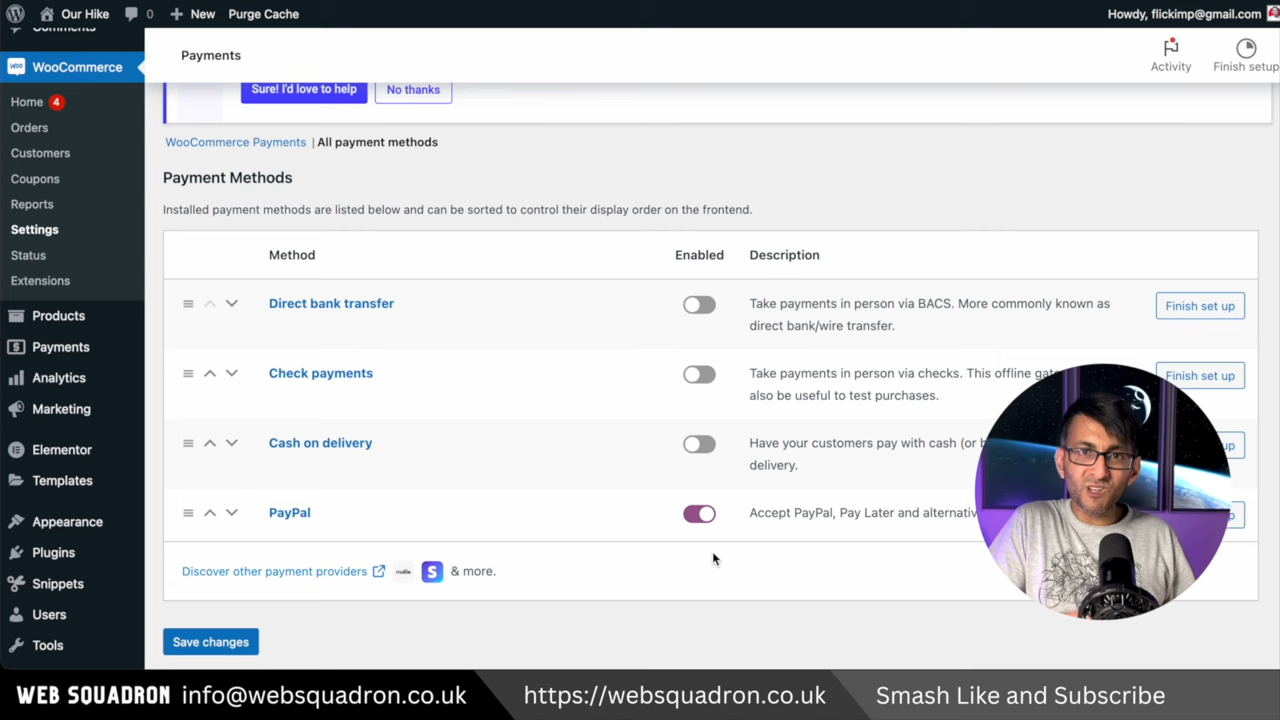 Our Hike
0
New
Purge Cache
Howdy, flickimp@gmail.com
Comments
WooCommerce
Home 4
Orders
Customers
Coupons
Reports
Settings
Status
Extensions
Products
Payments
Analytics
Marketing
Elementor
Templates
Appearance
Plugins
Snippets
Users
Tools
Payments
Activity
Finish setup
Sure! I'd love to help
No thanks
WooCommerce Payments | All payment methods
Payment Methods
Installed payment methods are listed below and can be sorted to control their display order on the frontend.
Method
Enabled
Description
Direct bank transfer
Take payments in person via BACS. More commonly known as
direct bank/wire transfer.
Finish set up
Check payments
Take payments in person via checks. This offline
also be useful to test purchases.
Finish set up
Cash on delivery
Have your customers pay with cash (or
delivery.
up
PayPal
Accept PayPal, Pay Later and
Discover other payment providers
mollie
S
& more.
Save changes
WEB SQUADRON info@websquadron.co.uk
https://websquadron.co.uk
Smash Like and Subscribe